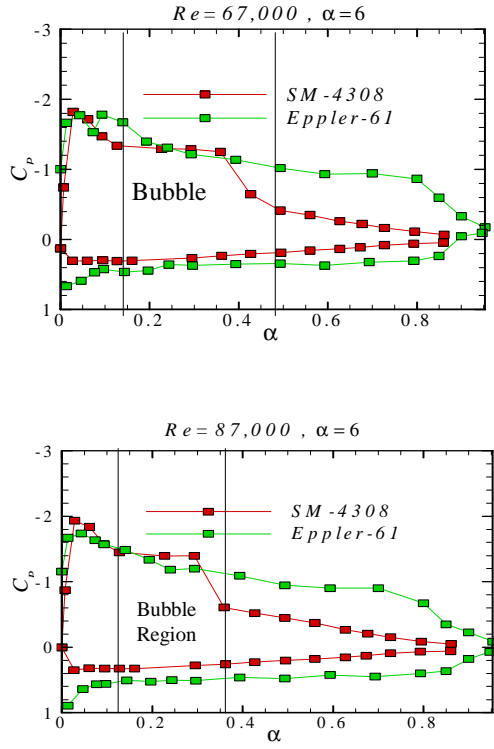 Re=67,000 , α=6
-3
-2
-1
0
1
C_p
SM-4308
Eppler-61
Bubble
0 0.2 0.4 0.6 0.8
α
Re=87,000 , α=6
-3
-2
-1
0
1
C_p
SM-4308
Eppler-61
Bubble
Region
0 0.2 0.4 0.6 0.8
α